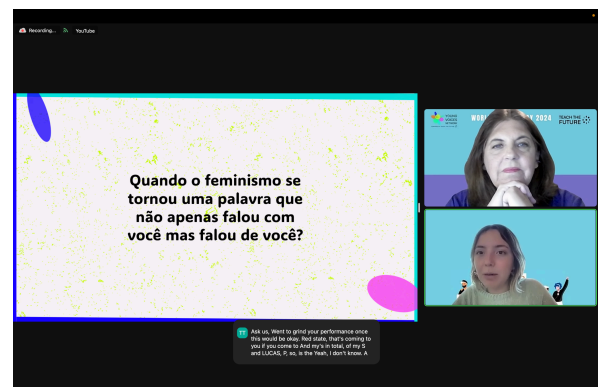 Recording...
YouTube
Quando o feminismo se
tornou uma palavra que
não apenas falou com
você mas falou de você?
YOUNG
VOICES
2024
TEACH THE
FUTURE
TT
Ask us, Went to grind your performance once
this would be okay. Red state, that's coming to
you if you come to And my's in total, of my S
and LUCAS, P, so, is the Yeah, I don't know. A